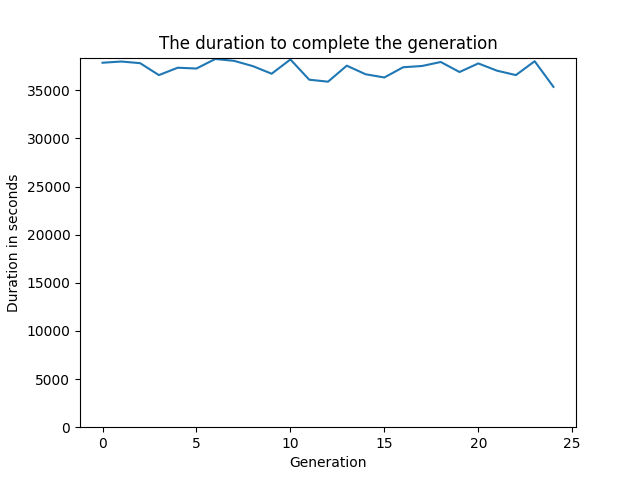 The duration to complete the generation
Duration in seconds
35000
30000
25000
20000
15000
10000
5000
0
0 5 10 15 20 25
Generation